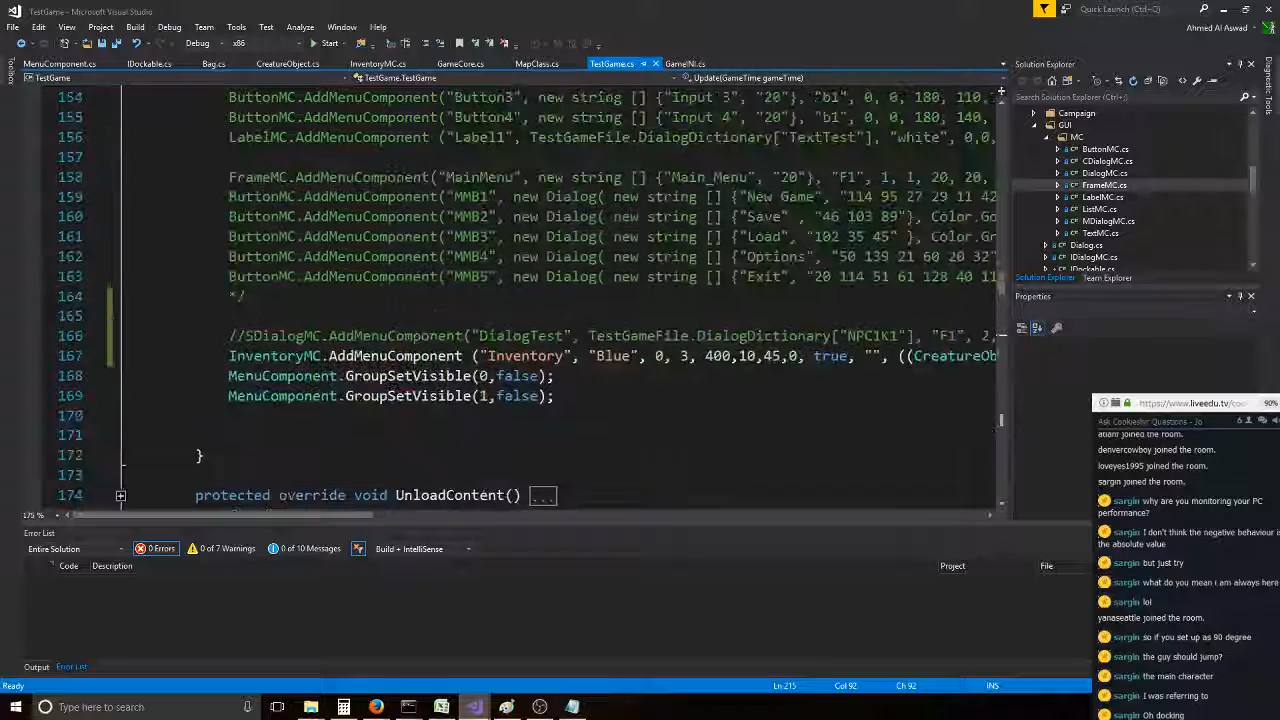 TestGame - Microsoft Visual Studio
Quick Launch (Ctrl+Q)
File Edit View Project Build Debug Team Tools Test Analyze Window Help
Ahmed Al Aswad
Debug x86 Start
MenuComponent.cs IDockable.cs Bag.cs CreatureObject.cs InventoryMC.cs GameCore.cs MapClass.cs TestGame.cs GameINI.cs
TestGame TestGame.TestGame Update(GameTime gameTime)
154 ButtonMC.AddMenuComponent("Button3", new string [] {"Input 3", "20"}, "b1", 0, 0, 180, 110,
155 ButtonMC.AddMenuComponent("Button4", new string [] {"Input 4", "20"}, "b1", 0, 0, 180, 140,
156 LabelMC.AddMenuComponent ("Label1", TestGameFile.DialogDictionary["TextTest"], "white", 0,0,
157
158 FrameMC.AddMenuComponent("MainMenu", new string [] {"Main_Menu", "20"}, "F1", 1, 1, 20, 20,
159 ButtonMC.AddMenuComponent("MMB1", new Dialog( new string [] {"New Game", "114 95 27 29 11 42
160 ButtonMC.AddMenuComponent("MMB2", new Dialog( new string [] {"Save" , "46 103 89"}, Color.Go
161 ButtonMC.AddMenuComponent("MMB3", new Dialog( new string [] {"Load", "102 35 45" }, Color.Go
162 ButtonMC.AddMenuComponent("MMB4", new Dialog( new string [] {"Options", "50 139 21 60 20 32"
163 ButtonMC.AddMenuComponent("MMB5", new Dialog( new string [] {"Exit", "20 114 51 61 128 40 11
164 */
165
166 //SDialogMC.AddMenuComponent("DialogTest", TestGameFile.DialogDictionary["NPC1K1"], "F1", 2,
167 InventoryMC.AddMenuComponent ("Inventory", "Blue", 0, 3, 400,10,45,0, true, "", ((CreatureOb
168 MenuComponent.GroupSetVisible(0,false);
169 MenuComponent.GroupSetVisible(1,false);
170
171
172 }
173
174 protected override void UnloadContent() ...
175 %
Solution Explorer
Search Solution Explorer
Campaign
GUI
MC
ButtonMC.cs
CDialogMC.cs
DialogMC.cs
FrameMC.cs
LabelMC.cs
ListMC.cs
MDialogMC.cs
TextMC.cs
Dialog.cs
IDialogMC.cs
IDockable.cs
Solution Explorer Team Explorer
Properties
Toolbox
Diagnostic Tools
Error List
Entire Solution 0 Errors 0 of 7 Warnings 0 of 10 Messages Build + IntelliSense
Code Description Project File
Output Error List
Ready Ln 215 Col 92 Ch 92 INS
https://www.liveedu.tv/coo 90%
Ask Cookieslvr Questions - Jo 6
joined the room.
denvercowboy joined the room.
loveyes1995 joined the room.
sargin joined the room.
sargin why are you monitoring your PC
performance?
sargin I don't think the negative behaviour is
the absolute value
sargin but just try
sargin what do you mean i am always here
sargin lol
yanaseattle joined the room.
sargin so if you set up as 90 degree
sargin the guy should jump?
sargin the main character
sargin I was referring to
sargin Oh docking
Type here to search